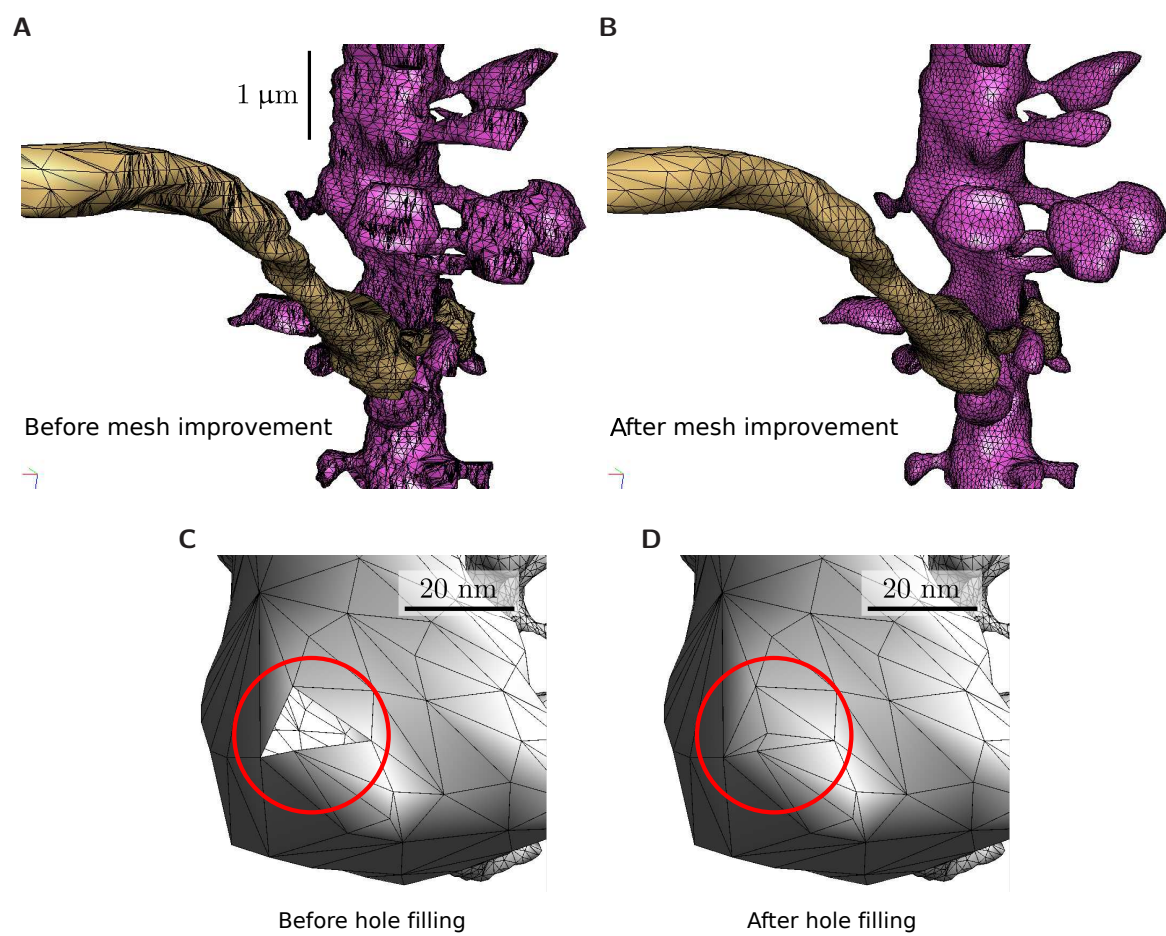 A
B
1 μm
Before mesh improvement
After mesh improvement
C
D
20 nm
20 nm
Before hole filling
After hole filling